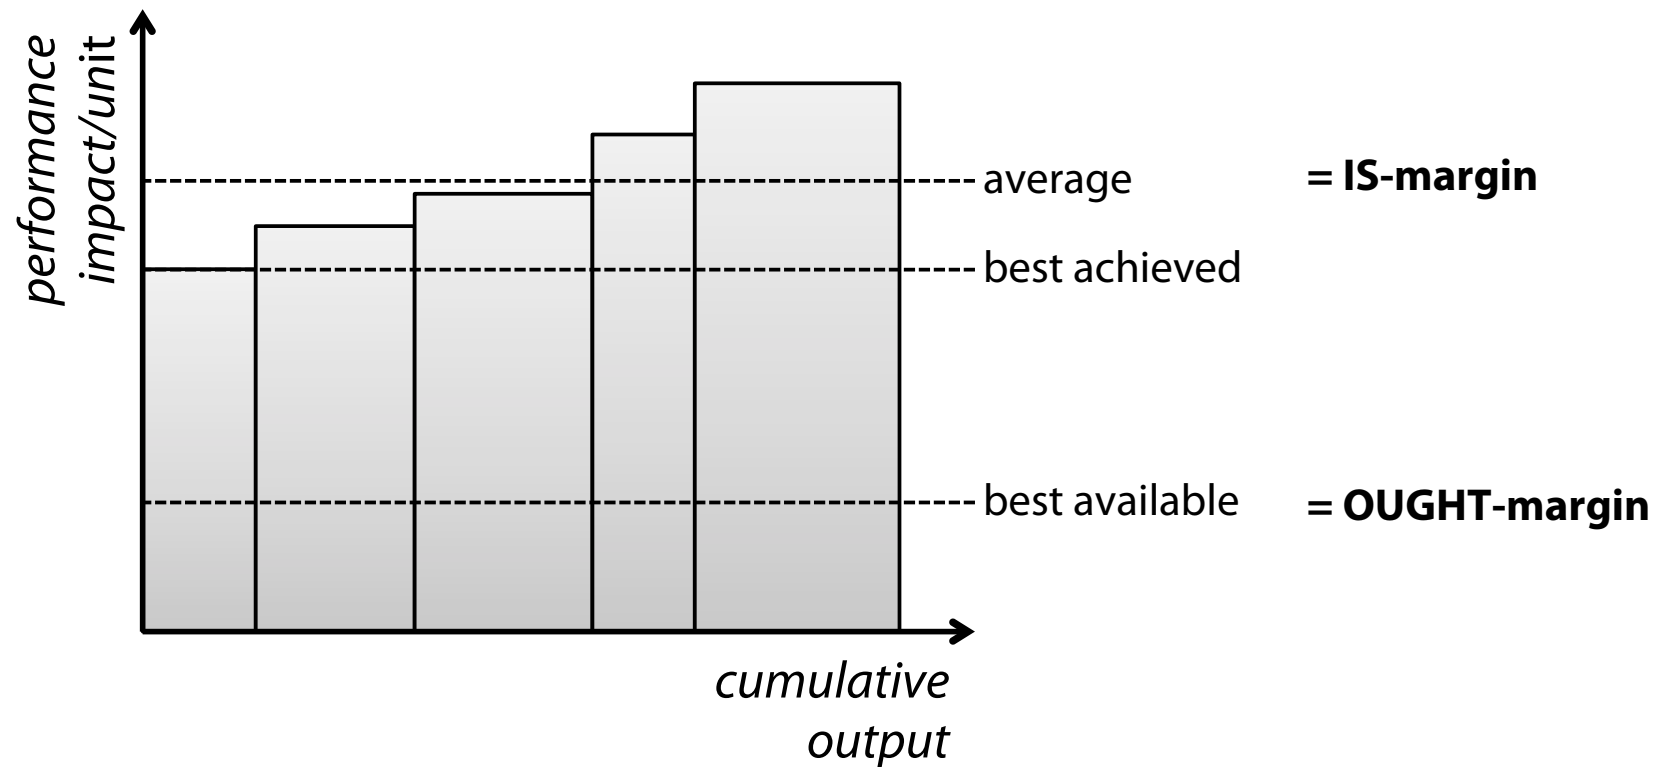 performance
impact/unit
average = IS-margin
best achieved
best available = OUGHT-margin
cumulative
output